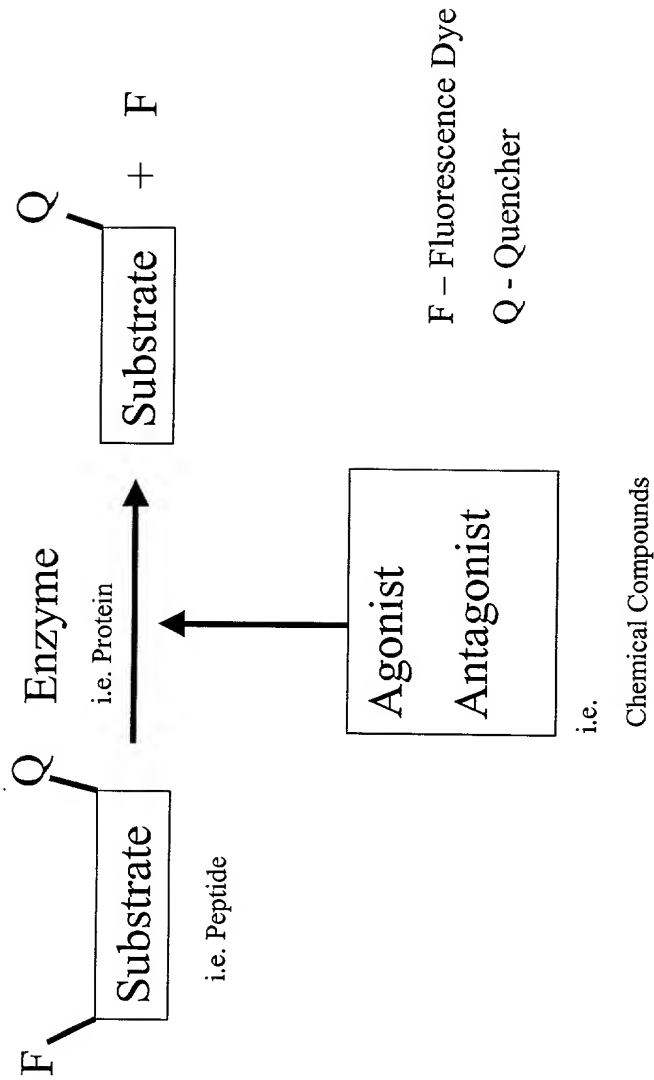 F
Q
Substrate
i.e. Peptide
Enzyme
i.e. Protein
Q
Substrate
+ F
Agonist
Antagonist
i.e.
Chemical Compounds
F – Fluorescence Dye
Q - Quencher